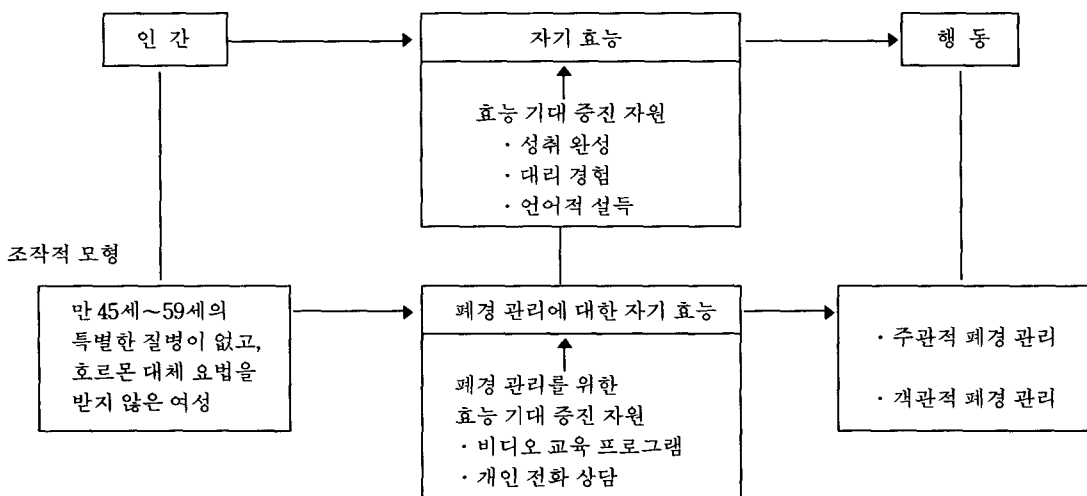 인 간
자기 효능
행 동
효능 기대 증진 자원
· 성취 완성
· 대리 경험
· 언어적 설득
조작적 모형
만 45세~59세의
특별한 질병이 없고,
호르몬 대체 요법을
받지 않은 여성
폐경 관리에 대한 자기 효능
폐경 관리를 위한
효능 기대 증진 자원
· 비디오 교육 프로그램
· 개인 전화 상담
· 주관적 폐경 관리
· 객관적 폐경 관리